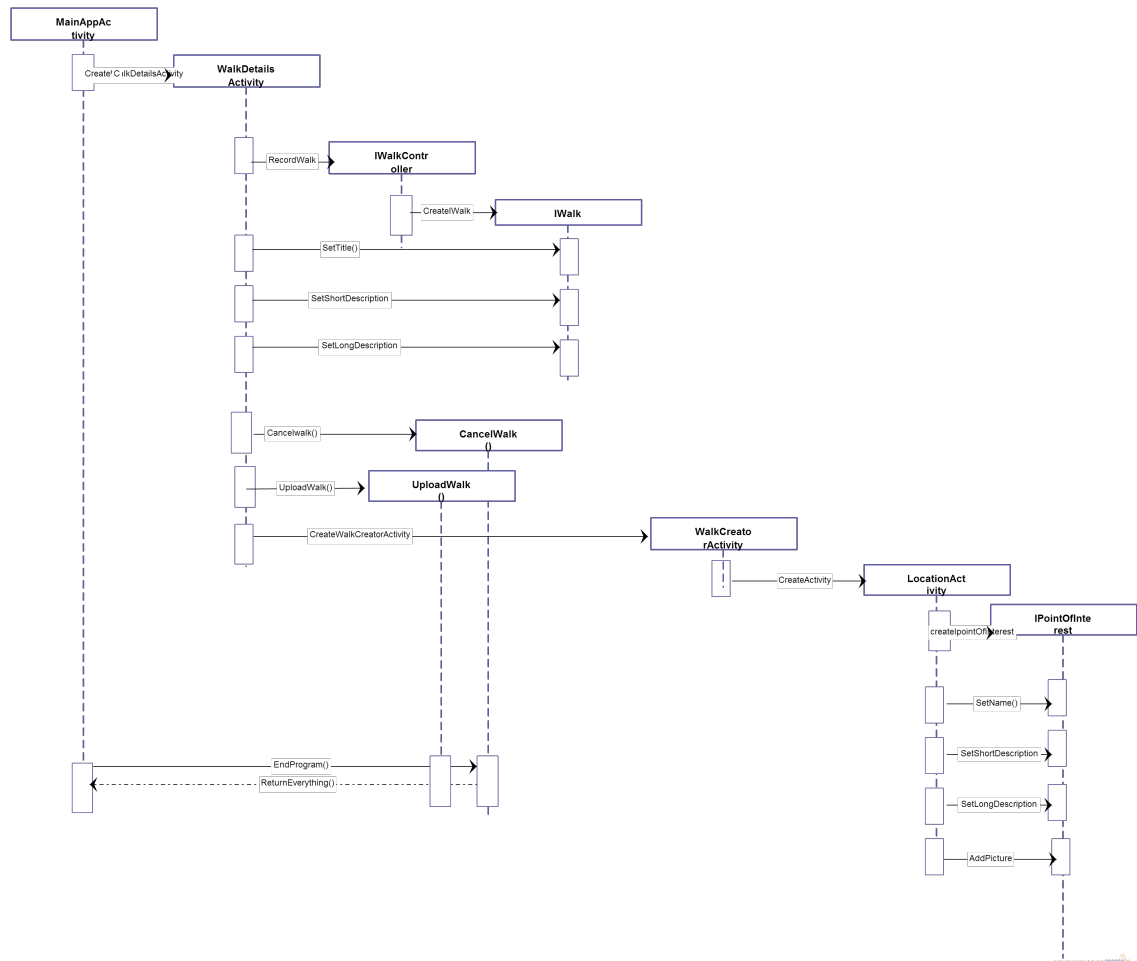 MainAppAc
tivity
WalkDetails
Activity
RecordWalk
IWalkContr
oller
CreateIWalk
IWalk
SetTitle()
SetShortDescription
SetLongDescription
Cancelwalk()
CancelWalk
()
UploadWalk()
UploadWalk
()
CreateWalkCreatorActivity
WalkCreato
rActivity
CreateActivity
LocationAct
ivity
createIpointOfInterest
IPointOfInte
rest
SetName()
SetShortDescription
SetLongDescription
AddPicture
EndProgram()
ReturnEverything()